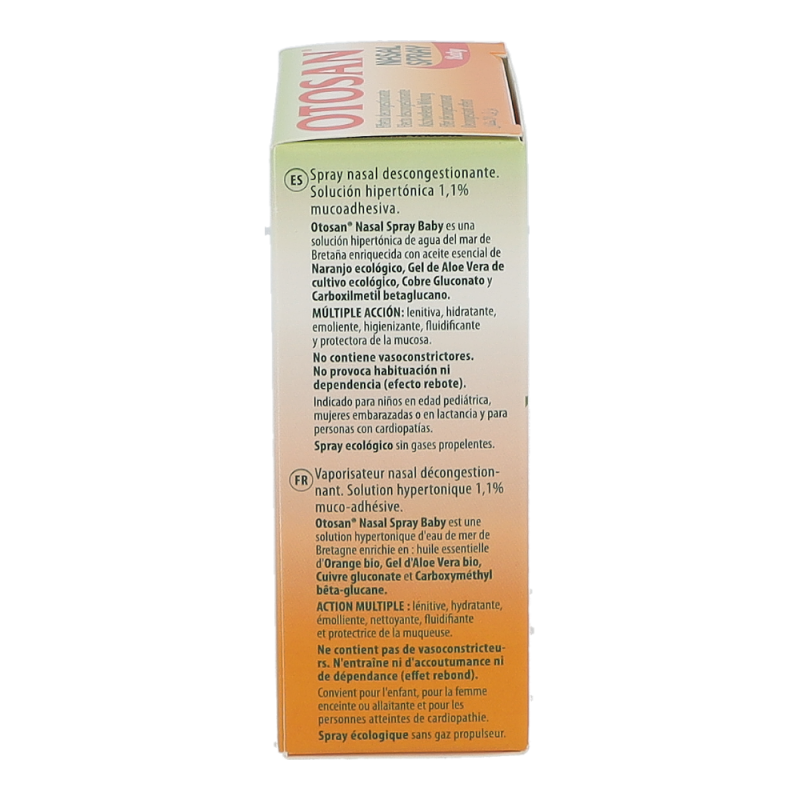 OTOSAN®
NASAL
SPRAY
Baby
Efecto descongestionante
ES
Spray nasal descongestionante.
Solución hipertónica 1,1%
mucoadhesiva.
Otosan® Nasal Spray Baby es una
solución hipertónica de agua del mar de
Bretaña enriquecida con aceite esencial de
Naranjo ecológico, Gel de Aloe Vera de
cultivo ecológico, Cobre Gluconato y
Carboxilmetil betaglucano.
MÚLTIPLE ACCIÓN: lenitiva, hidratante,
emoliente, higienizante, fluidificante
y protectora de la mucosa.
No contiene vasoconstrictores.
No provoca habituación ni
dependencia (efecto rebote).
Indicado para niños en edad pediátrica,
mujeres embarazadas o en lactancia y para
personas con cardiopatías.
Spray ecológico sin gases propelentes.
FR
Vaporisateur nasal décongestion-
nant. Solution hypertonique 1,1%
muco-adhésive.
Otosan® Nasal Spray Baby est une
solution hypertonique d'eau de mer de
Bretagne enrichie en : huile essentielle
d'Orange bio, Gel d'Aloe Vera bio,
Cuivre gluconate et Carboxyméthyl
bêta-glucane.
ACTION MULTIPLE : lénitive, hydratante,
émolliente, nettoyante, fluidifiante
et protectrice de la muqueuse.
Ne contient pas de vasoconstricteu-
rs. N'entraîne ni d'accoutumance ni
de dépendance (effet rebond).
Convient pour l'enfant, pour la femme
enceinte ou allaitante et pour les
personnes atteintes de cardiopathie.
Spray écologique sans gaz propulseur.